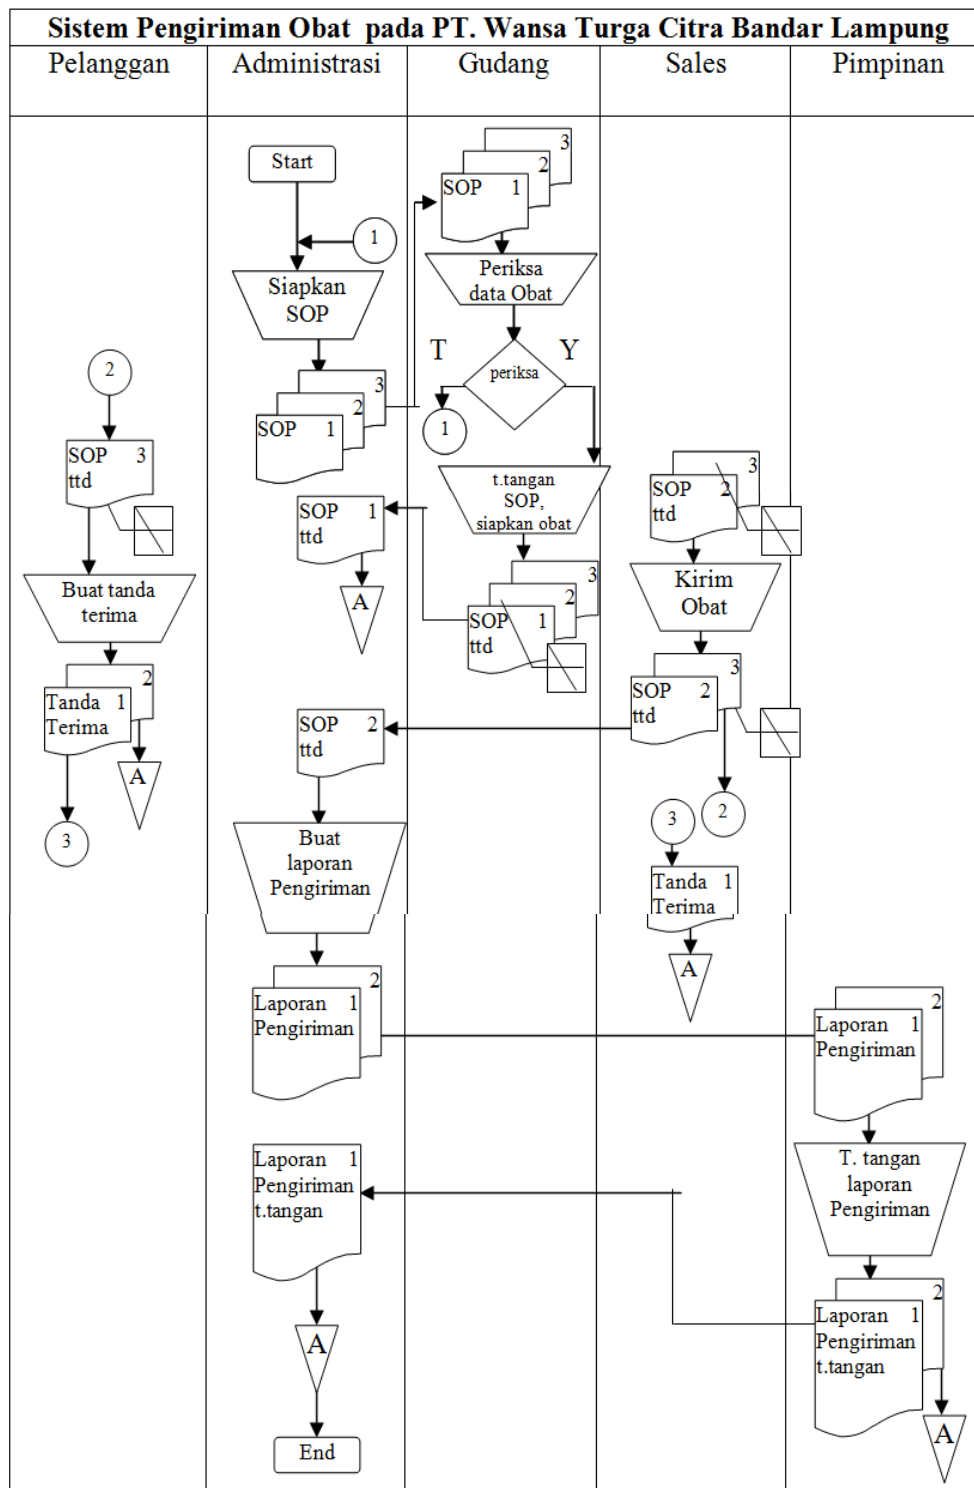 Sistem Pengiriman Obat pada PT. Wansa Turga Citra Bandar Lampung
Pelanggan
Administrasi
Gudang
Sales
Pimpinan
Start
1
Siapkan
SOP
3
2
SOP 1
3
2
SOP 1
Periksa
data Obat
T
Y
periksa
1
t.tangan
SOP,
siapkan obat
3
2
SOP 1
ttd
SOP 1
ttd
A
3
SOP 2
ttd
Kirim
Obat
3
SOP 2
ttd
2
2
SOP 3
ttd
Buat tanda
terima
2
Tanda 1
Terima
A
3
3
Tanda 1
Terima
A
SOP 2
ttd
Buat
laporan
Pengiriman
2
Laporan 1
Pengiriman
2
Laporan 1
Pengiriman
T. tangan
laporan
Pengiriman
2
Laporan 1
Pengiriman
t.tangan
A
Laporan 1
Pengiriman
t.tangan
A
End